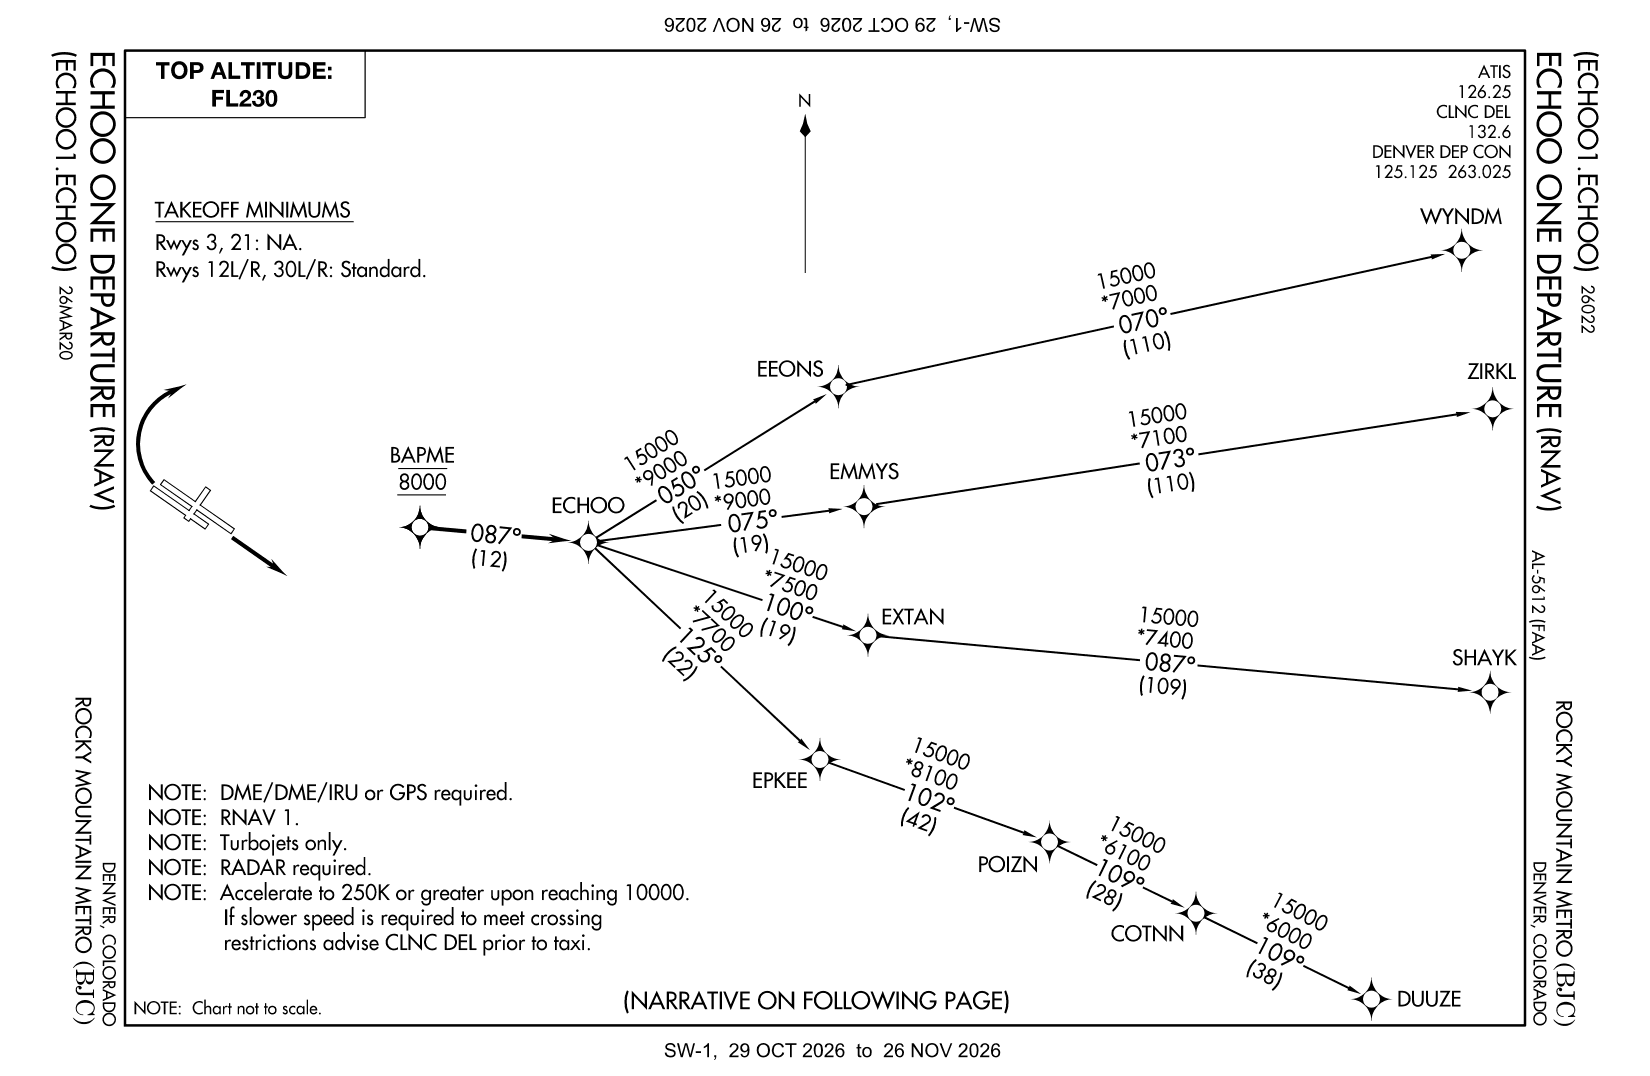 SW-1, 29 OCT 2026 to 26 NOV 2026
(ECHOO1.ECHOO) 26MAR20
ECHOO ONE DEPARTURE (RNAV)
ROCKY MOUNTAIN METRO (BJC)
DENVER, COLORADO
TOP ALTITUDE:
FL230
ATIS
126.25
CLNC DEL
132.6
DENVER DEP CON
125.125 263.025
N
TAKEOFF MINIMUMS
Rwys 3, 21: NA.
Rwys 12L/R, 30L/R: Standard.
WYNDM
15000
*7000
070°
(110)
ZIRKL
EEONS
15000
*7100
073°
(110)
15000
*9000
050°
(20)
BAPME
8000
EMMYS
15000
*9000
075°
(19)
ECHOO
087°
(12)
15000
*7500
100°
(19)
EXTAN
15000
*7400
087°
(109)
SHAYK
15000
*7700
125°
(22)
EPKEE
15000
*8100
102°
(42)
POIZN
15000
*6100
109°
(28)
COTNN
15000
*6000
109°
(38)
DUUZE
NOTE: DME/DME/IRU or GPS required.
NOTE: RNAV 1.
NOTE: Turbojets only.
NOTE: RADAR required.
NOTE: Accelerate to 250K or greater upon reaching 10000.
If slower speed is required to meet crossing
restrictions advise CLNC DEL prior to taxi.
NOTE: Chart not to scale.
(NARRATIVE ON FOLLOWING PAGE)
(ECHOO1.ECHOO) 26022
ECHOO ONE DEPARTURE (RNAV)
AL-5612 (FAA)
ROCKY MOUNTAIN METRO (BJC)
DENVER, COLORADO
SW-1, 29 OCT 2026 to 26 NOV 2026